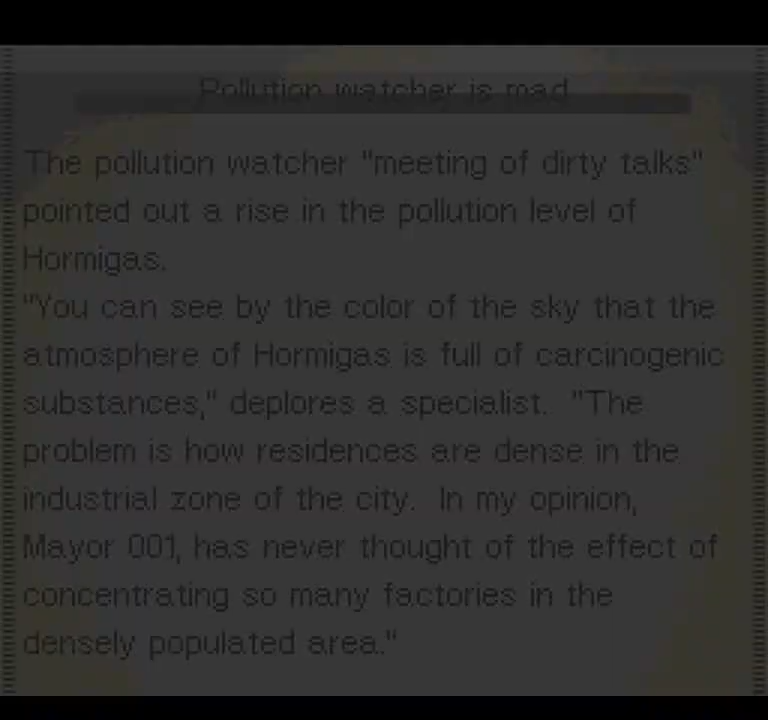 Pollution watcher is mad
The pollution watcher "meeting of dirty talks"
pointed out a rise in the pollution level of
Hormigas.
"You can see by the color of the sky that the
atmosphere of Hormigas is full of carcinogenic
substances," deplores a specialist.  "The
problem is how residences are dense in the
industrial zone of the city.  In my opinion,
Mayor 001, has never thought of the effect of
concentrating so many factories in the
densely populated area."